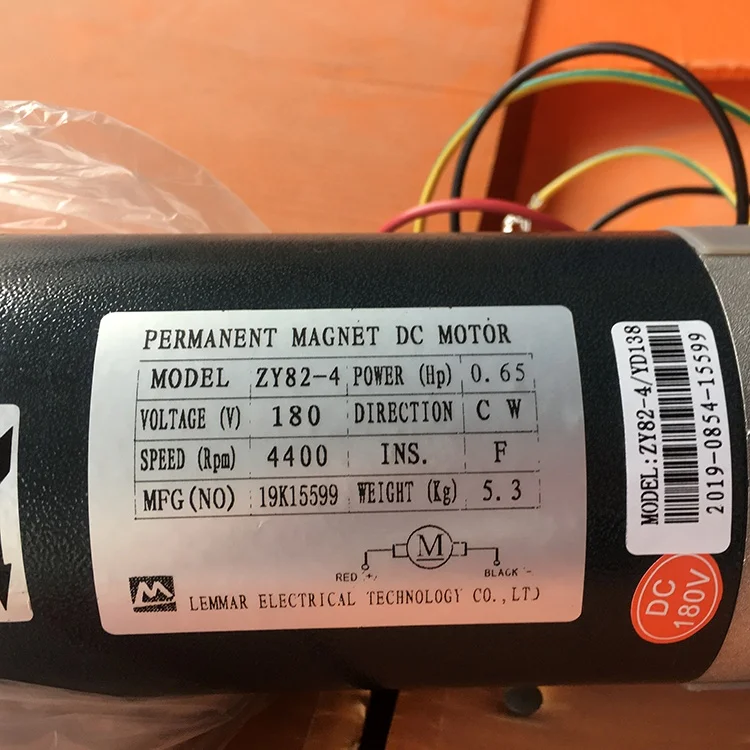 PERMANENT MAGNET DC MOTOR
MODEL ZY82-4 POWER (Hp) 0.65
VOLTAGE (V) 180 DIRECTION C W
SPEED (Rpm) 4400 INS. F
MFG(NO) 19K15599 WEIGHT (Kg) 5.3
M
RED + BLACK -
LEMMAR ELECTRICAL TECHNOLOGY CO.,LTD
MODEL:ZY82-4/YD138
2019-0854-15599
DC
180V